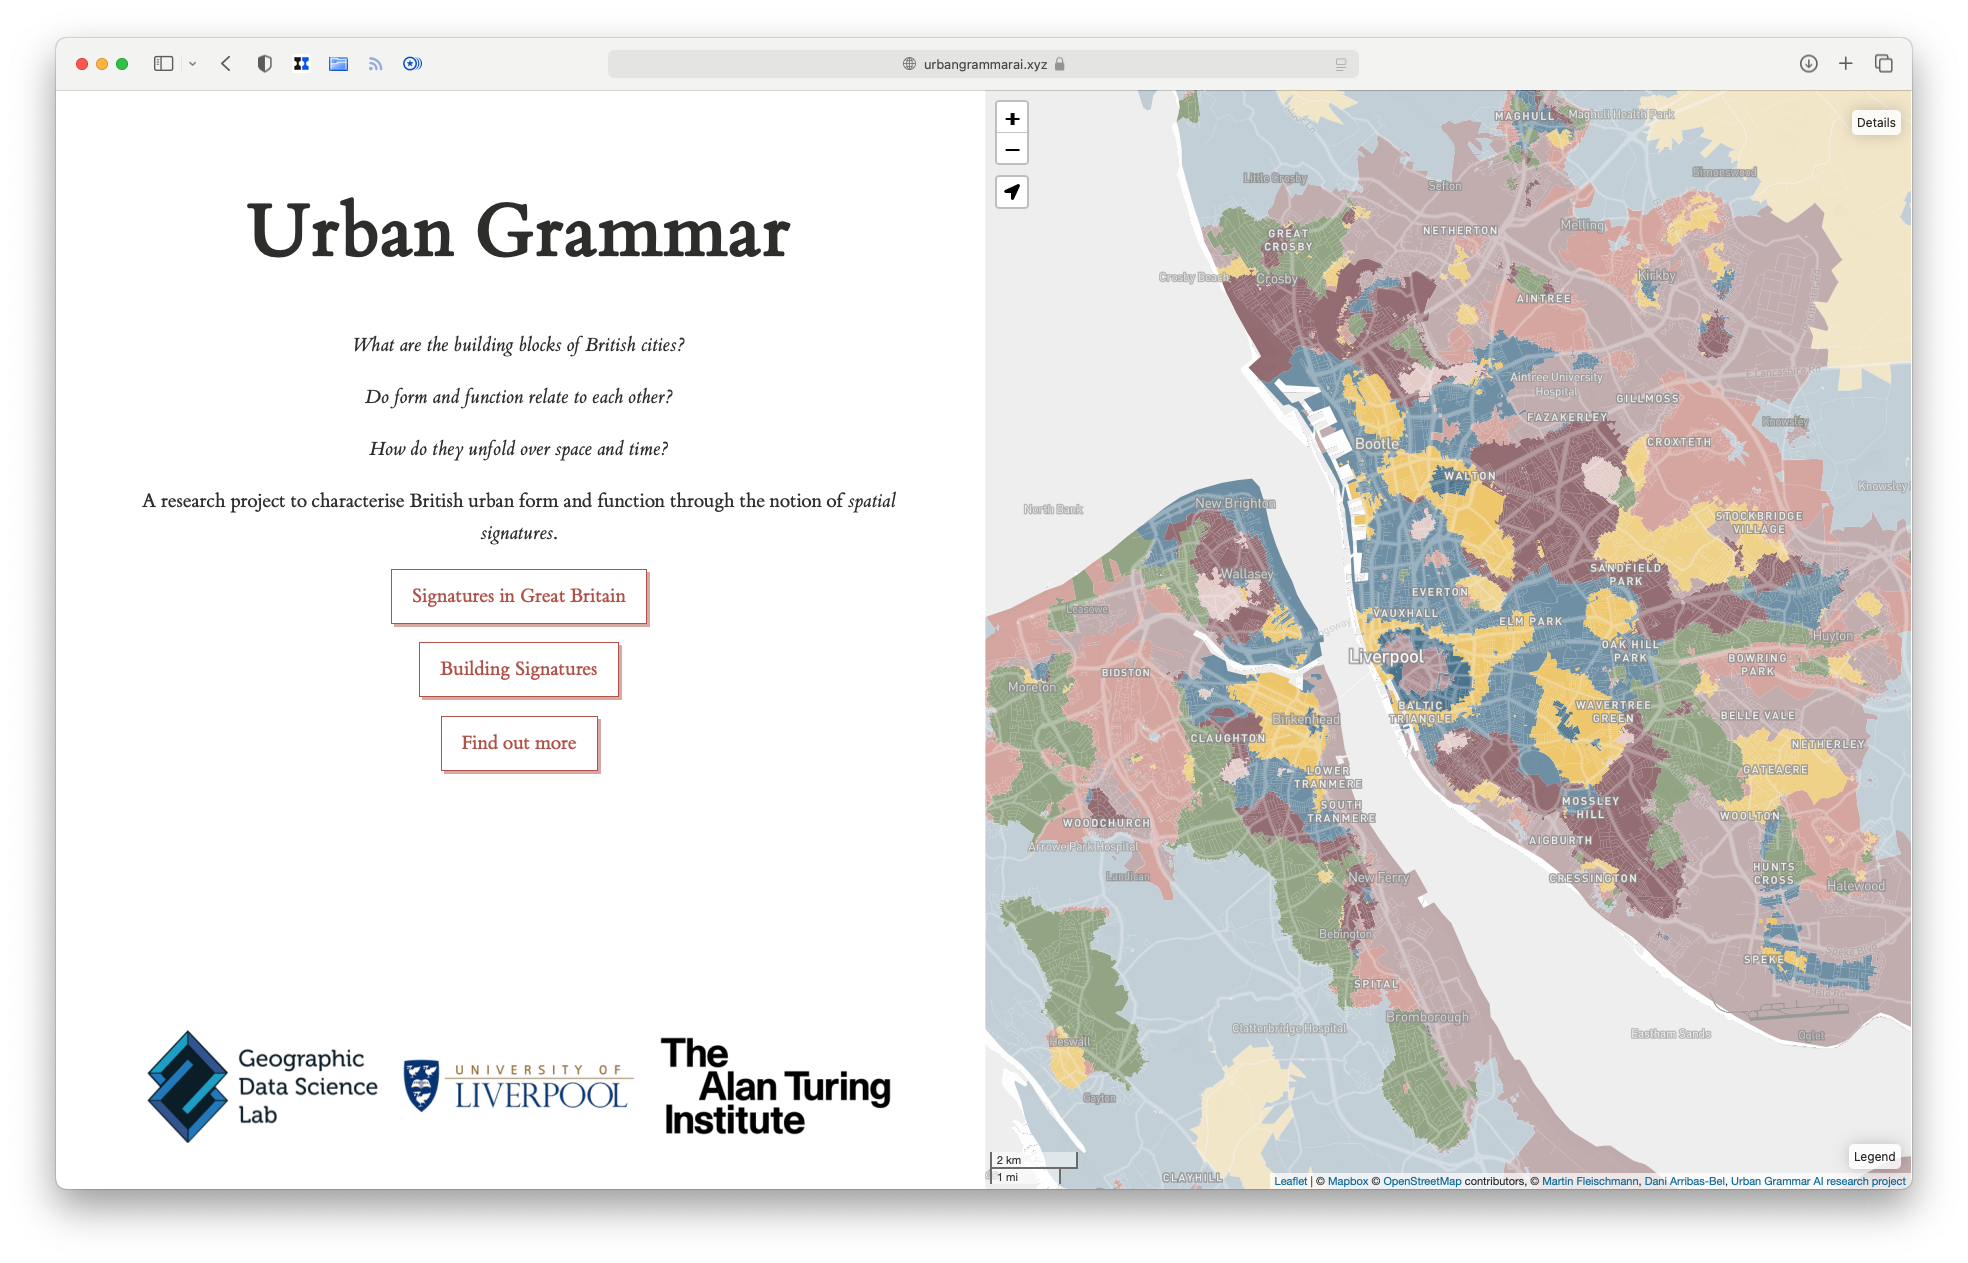 urbangrammarai.xyz
Urban Grammar
What are the building blocks of British cities?
Do form and function relate to each other?
How do they unfold over space and time?
A research project to characterise British urban form and function through the notion of spatial
signatures.
Signatures in Great Britain
Building Signatures
Find out more
Geographic
Data Science
Lab
UNIVERSITY OF
LIVERPOOL
The
Alan Turing
Institute
+
−
Details
MAGHULL
Maghull Health Park
Little Crosby
Sefton
Simonswood
GREAT
CROSBY
NETHERTON
Melling
Crosby Beach
Crosby
Kirkby
AINTREE
E Lancashire Rd
Aintree University
Hospital
GILLMOSS
FAZAKERLEY
Knowsley
Bootle
CROXTETH
WALTON
Knowsley
New Brighton
North Bank
STOCKBRIDGE
VILLAGE
Wallasey
SANDFIELD
PARK
EVERTON
Leasowe
VAUXHALL
ELM PARK
Kingsway
Huyton
OAK HILL
PARK
Liverpool
BOWRING
PARK
BIDSTON
Moreton
BALTIC
TRIANGLE
WAVERTREE
GREEN
Birkenhead
BELLE VALE
CLAUGHTON
NETHERLEY
LOWER
TRANMERE
GATEACRE
SOUTH
TRANMERE
MOSSLEY
HILL
WOODCHURCH
WOOLTON
Arrowe Park Hospital
AIGBURTH
Landican
New Ferry
CRESSINGTON
HUNTS
CROSS
Halewood
Bebington
SPEKE
Speke Blvd
SPITAL
Hale Rd
Bromborough
Clatterbridge Hospital
Eastham Sands
Oglet
Heswall
Gayton
2 km
1 mi
CLAYHILL
Legend
Leaflet | © Mapbox © OpenStreetMap contributors, © Martin Fleischmann, Dani Arribas-Bel, Urban Grammar AI research project